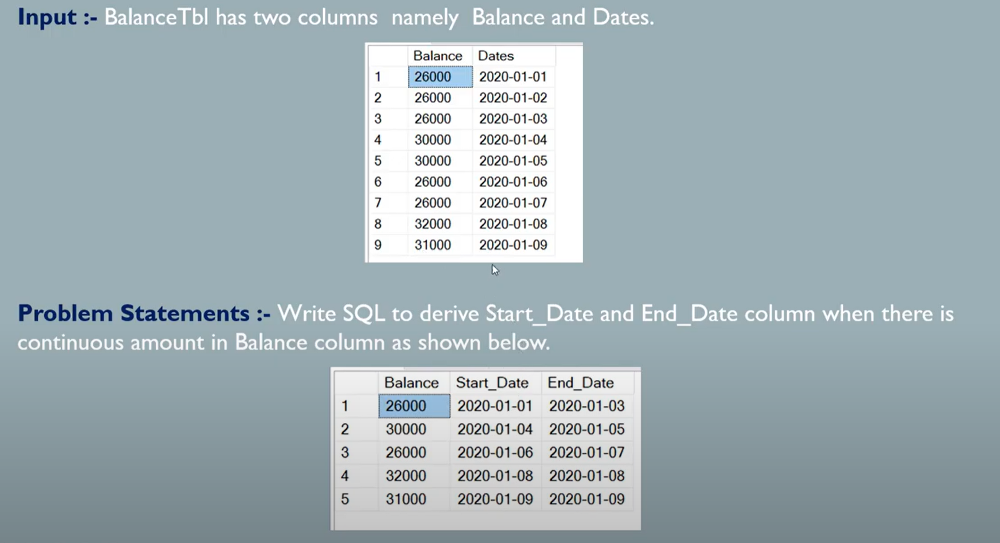 Input :- BalanceTbl has two columns namely Balance and Dates.
Balance Dates
1 26000 2020-01-01
2 26000 2020-01-02
3 26000 2020-01-03
4 30000 2020-01-04
5 30000 2020-01-05
6 26000 2020-01-06
7 26000 2020-01-07
8 32000 2020-01-08
9 31000 2020-01-09
Problem Statements :- Write SQL to derive Start_Date and End_Date column when there is
continuous amount in Balance column as shown below.
Balance Start_Date End_Date
1 26000 2020-01-01 2020-01-03
2 30000 2020-01-04 2020-01-05
3 26000 2020-01-06 2020-01-07
4 32000 2020-01-08 2020-01-08
5 31000 2020-01-09 2020-01-09